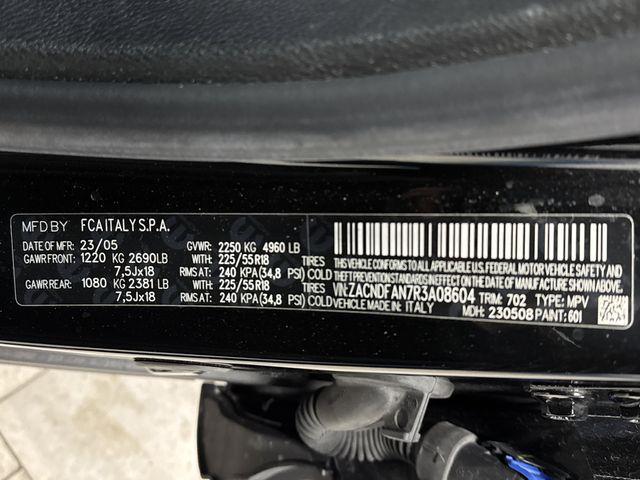 MFD BY FCA ITALY S.P.A.
DATE OF MFR: 23/05 GVWR: 2250 KG 4960 LB
GAWR FRONT: 1220 KG 2690LB WITH: 225/55R18 TIRES
7,5Jx18 RIMS AT: 240 KPA(34,8 PSI) COLD
GAWR REAR: 1080 KG 2381 LB WITH: 225/55R18 TIRES
7,5Jx18 RIMS AT: 240 KPA(34,8 PSI) COLD
THIS VEHICLE CONFORMS TO ALL APPLICABLE U.S. FEDERAL MOTOR VEHICLE SAFETY AND
THEFT PREVENTION STANDARDS IN EFFECT ON THE DATE OF MANUFACTURE SHOWN ABOVE.
VIN: ZACNDFAN7R3A08604 TRIM: 702 TYPE: MPV
VEHICLE MADE IN: ITALY MDH: 230508 PAINT: 601